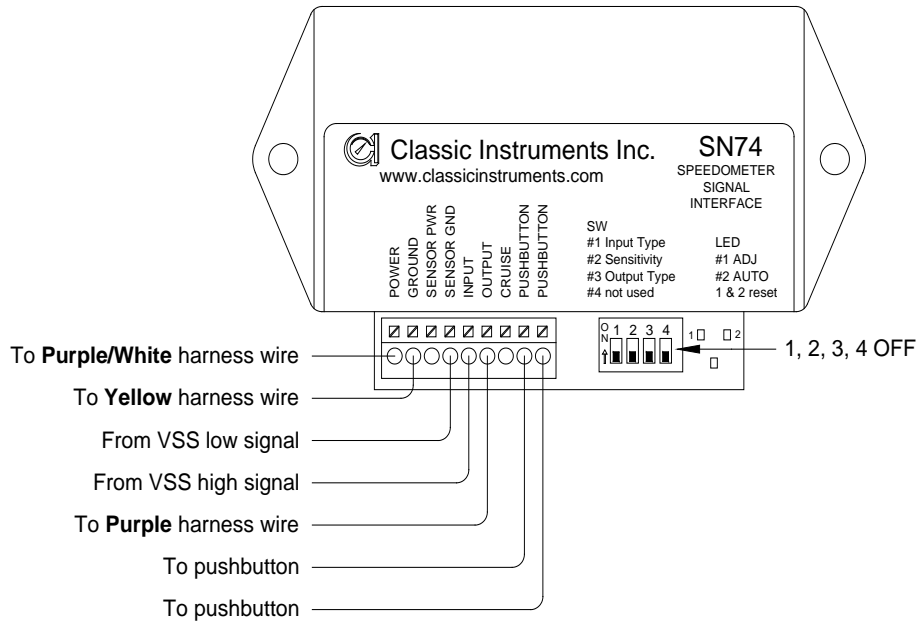 Classic Instruments Inc.
www.classicinstruments.com
SN74
SPEEDOMETER
SIGNAL
INTERFACE
POWER
GROUND
SENSOR PWR
SENSOR GND
INPUT
OUTPUT
CRUISE
PUSHBUTTON
PUSHBUTTON
SW
#1 Input Type
#2 Sensitivity
#3 Output Type
#4 not used
LED
#1 ADJ
#2 AUTO
1 & 2 reset
ON
1 2 3 4
1
2
1, 2, 3, 4 OFF
To Purple/White harness wire
To Yellow harness wire
From VSS low signal
From VSS high signal
To Purple harness wire
To pushbutton
To pushbutton